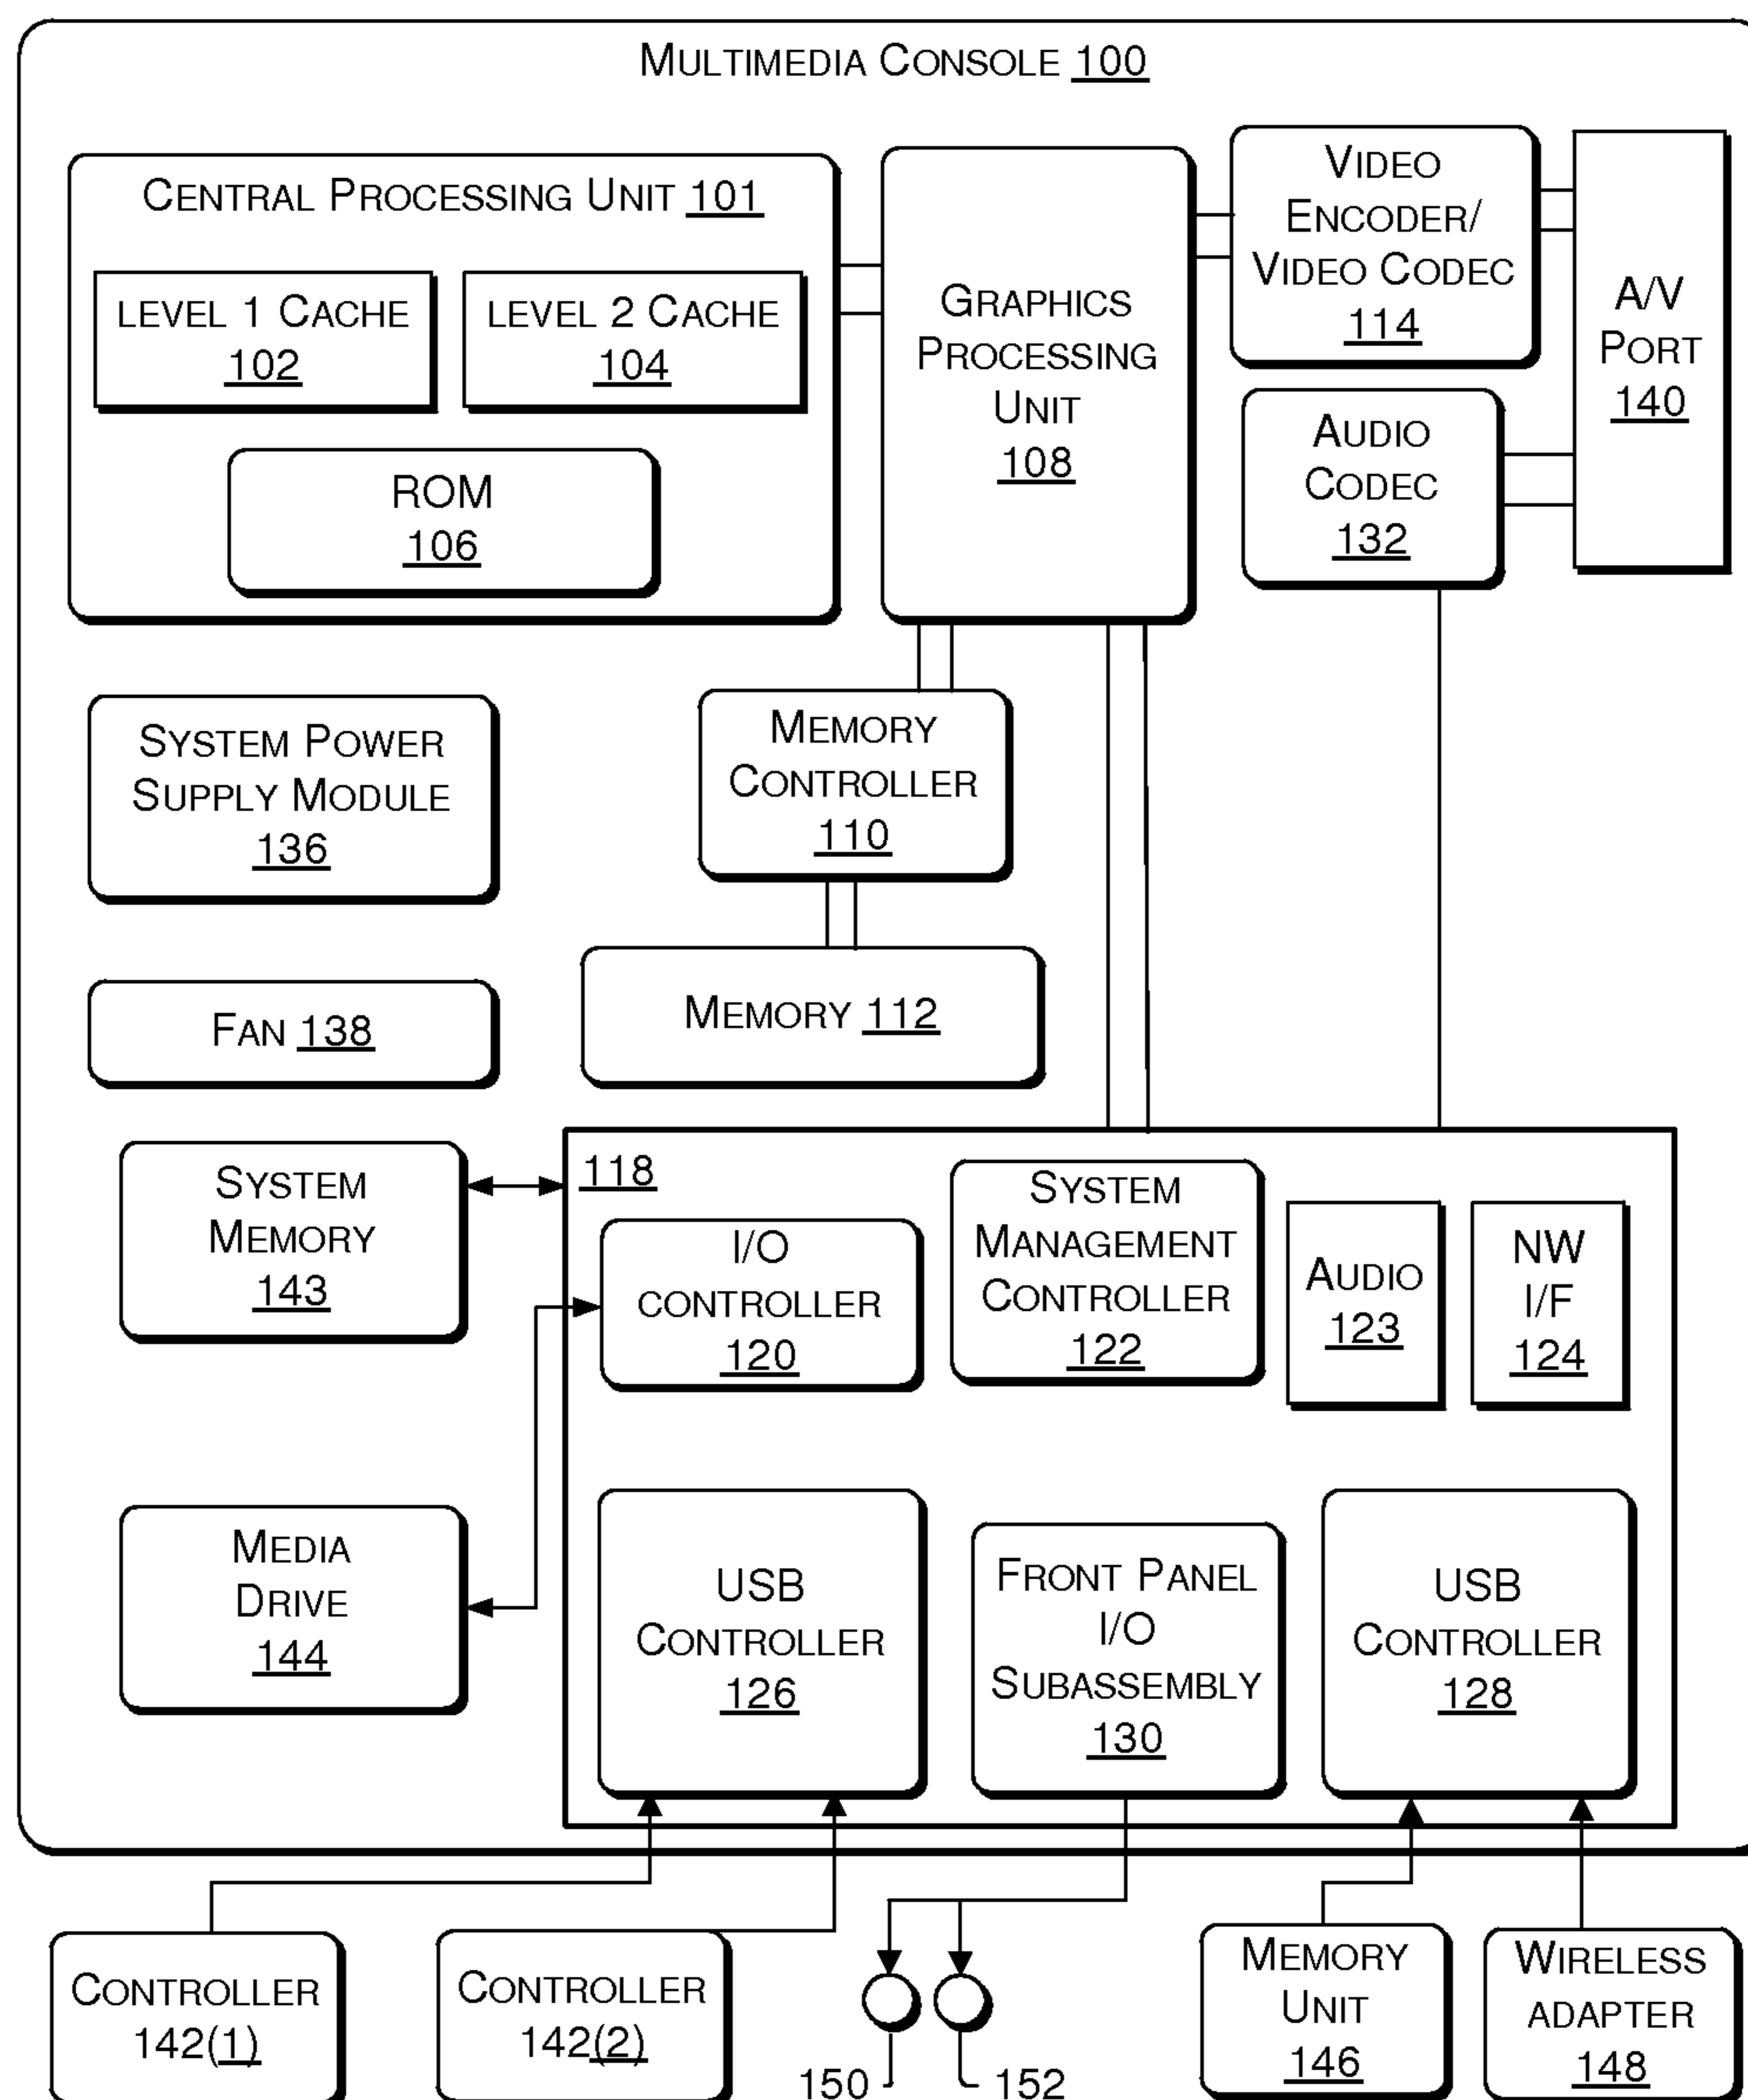 MULTIMEDIA CONSOLE 100
CENTRAL PROCESSING UNIT 101
LEVEL 1 CACHE
102
LEVEL 2 CACHE
104
ROM
106
GRAPHICS
PROCESSING
UNIT
108
VIDEO
ENCODER/
VIDEO CODEC
114
AUDIO
CODEC
132
A/V
PORT
140
SYSTEM POWER
SUPPLY MODULE
136
MEMORY
CONTROLLER
110
FAN 138
MEMORY 112
SYSTEM
MEMORY
143
118
I/O
CONTROLLER
120
SYSTEM
MANAGEMENT
CONTROLLER
122
AUDIO
123
NW
I/F
124
MEDIA
DRIVE
144
USB
CONTROLLER
126
FRONT PANEL
I/O
SUBASSEMBLY
130
USB
CONTROLLER
128
CONTROLLER
142(1)
CONTROLLER
142(2)
150
152
MEMORY
UNIT
146
WIRELESS
ADAPTER
148